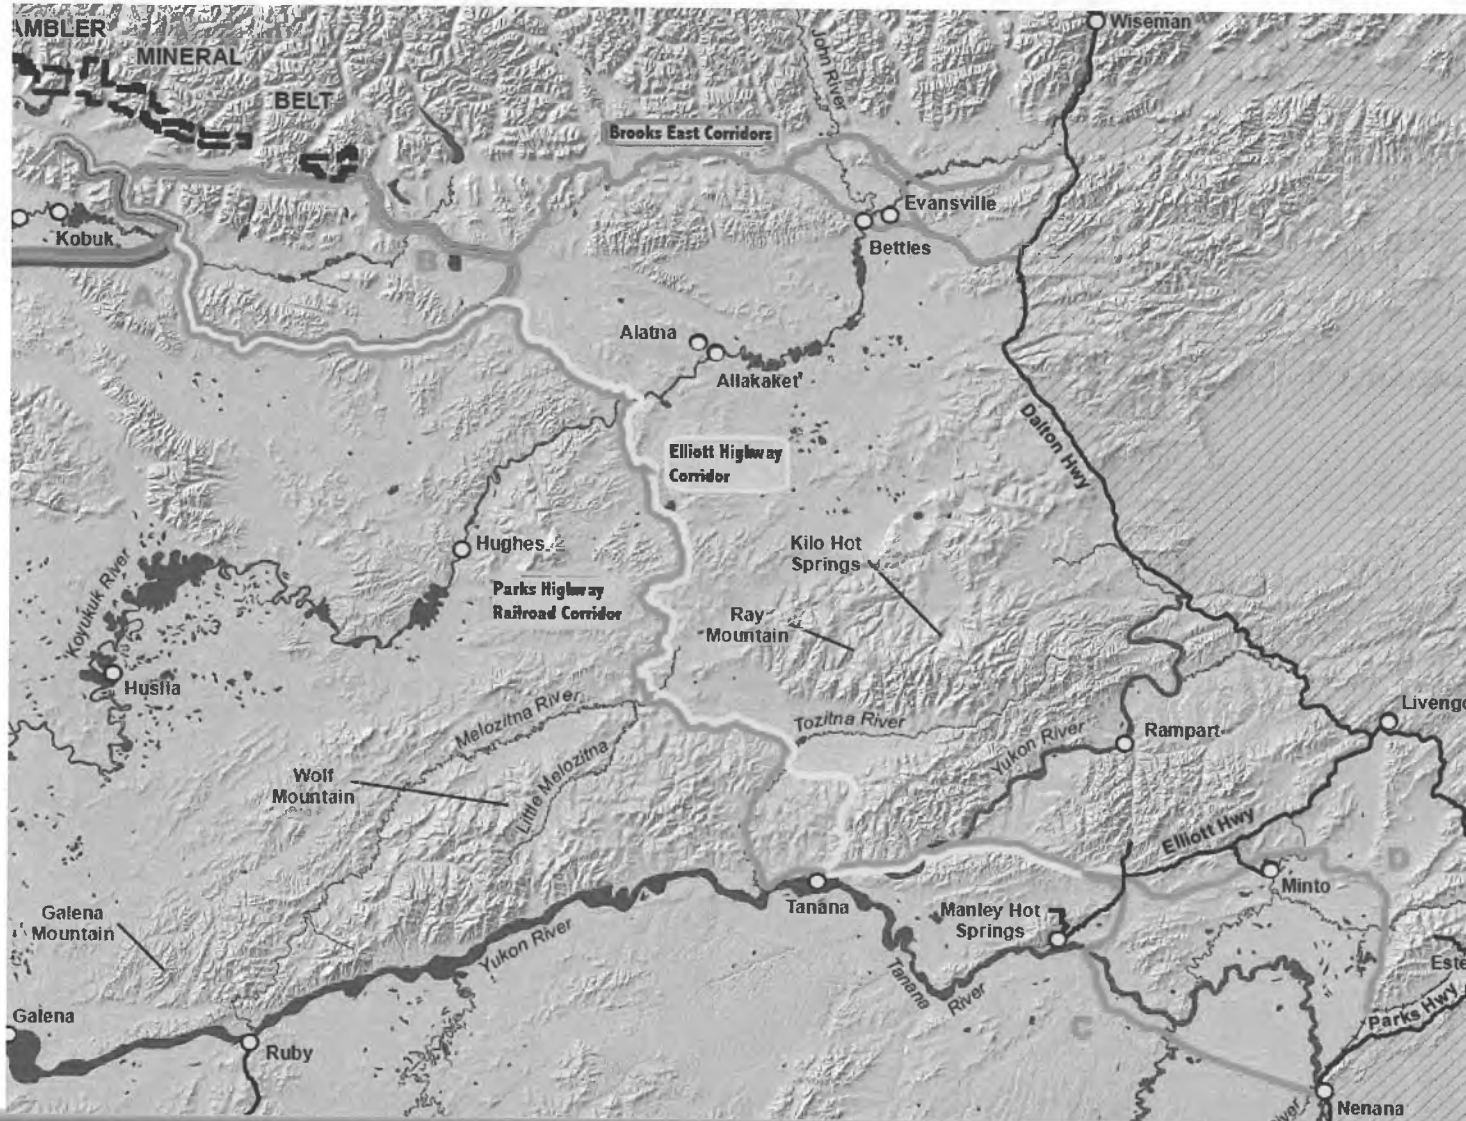 AMBLER
MINERAL
BELT
John River
Wiseman
Brooks East Corridors
Kobuk
Evansville
Bettles
B
A
Alatna
Allakaket
Dalton Hwy
Elliott Highway
Corridor
Hughes
Kilo Hot
Springs
Koyukuk River
Parks Highway
Railroad Corridor
Ray
Mountain
Huslia
Melozitna River
Tozitna River
Livengo
Rampart
Yukon River
Wolf
Mountain
Little Melozitna
Elliott Hwy
D
Minto
Tanana
Manley Hot
Springs
Galena
Mountain
Yukon River
Tanana River
Este
Parks Hwy
Galena
C
Ruby
River
Nenana